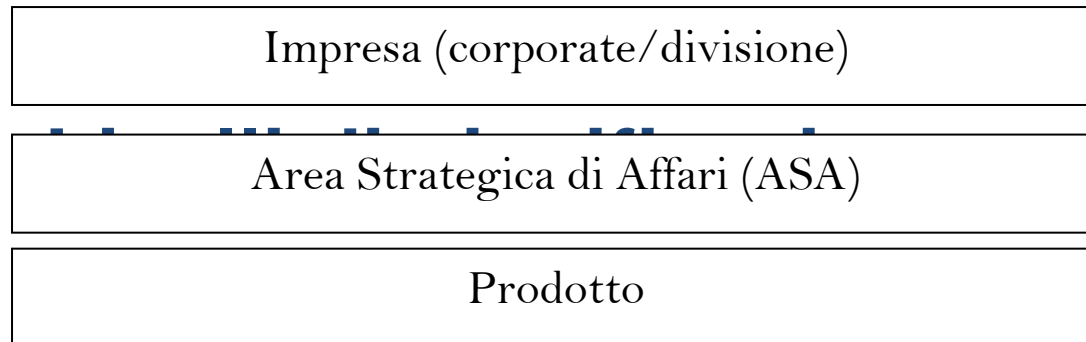 Impresa (corporate/divisione)
Area Strategica di Affari (ASA)
Prodotto